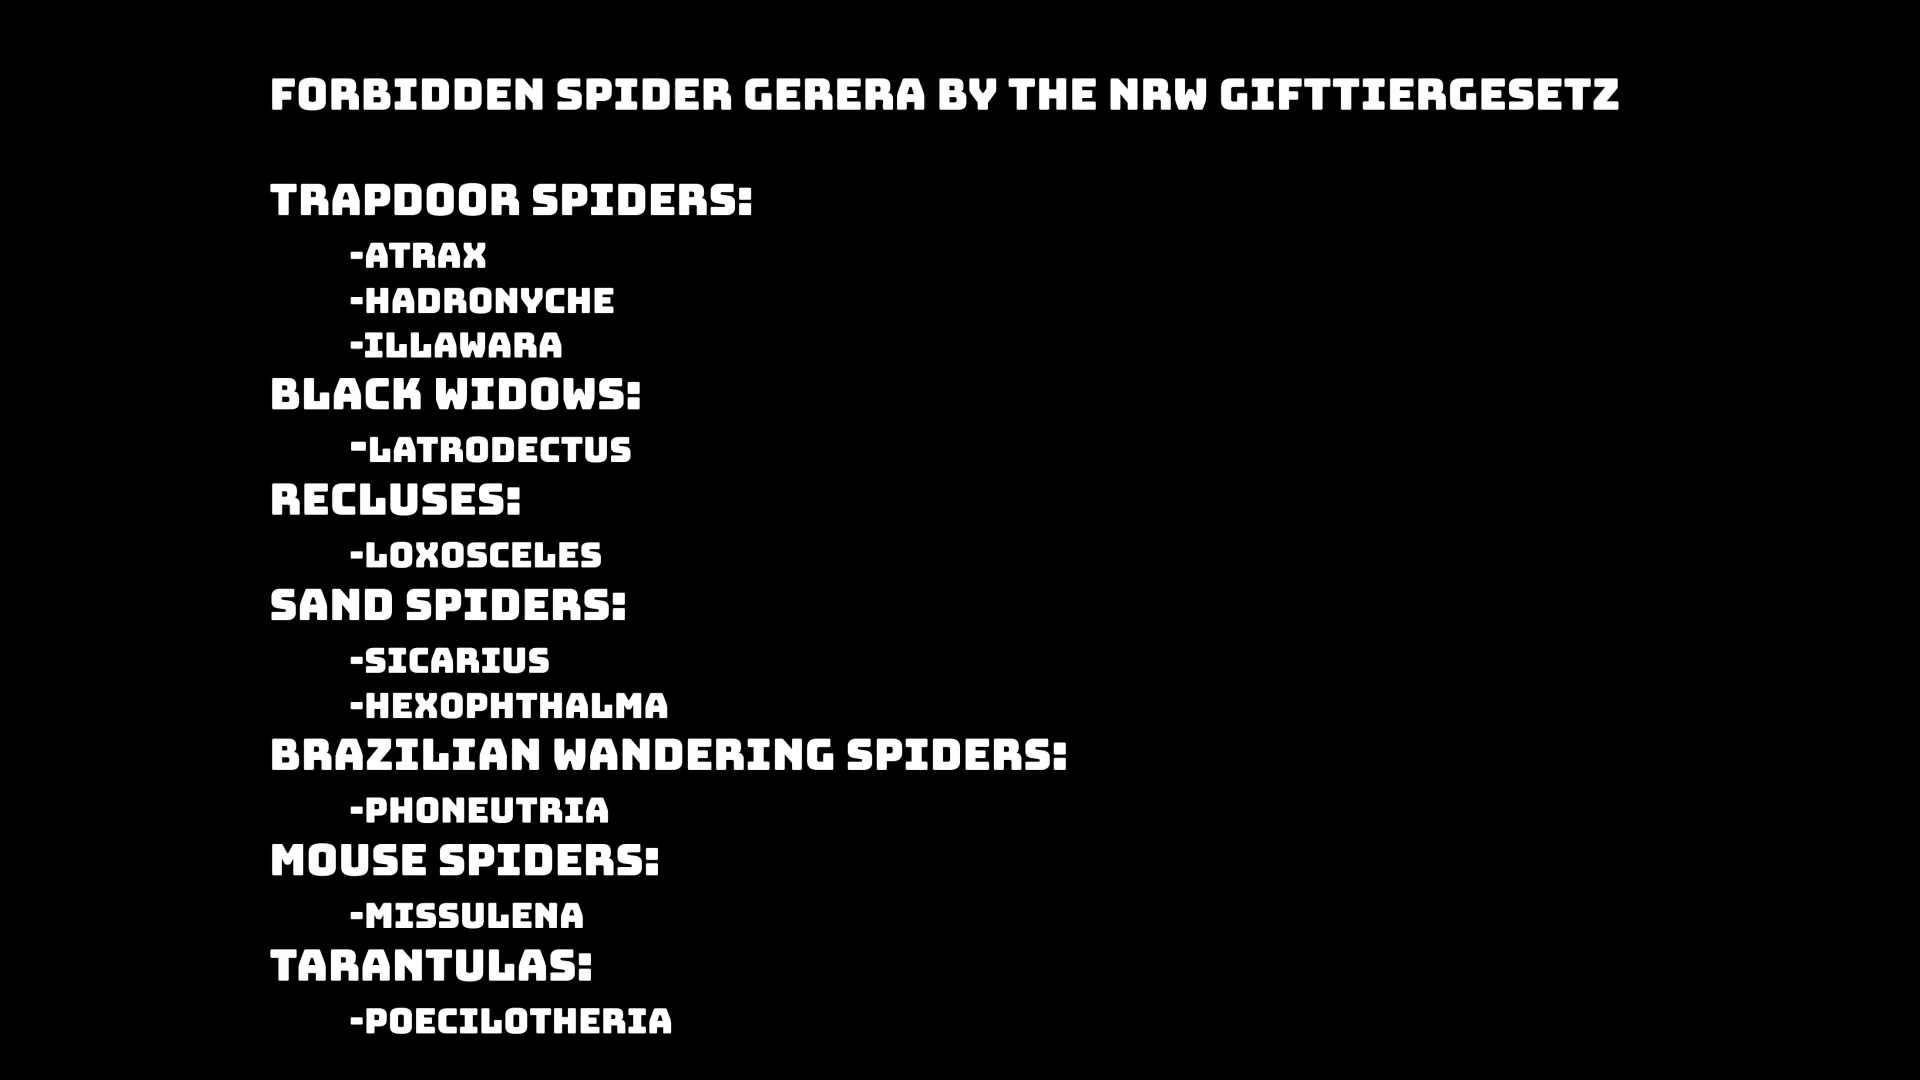 FORBIDDEN SPIDER GERERA BY THE NRW GIFTTIERGESETZ
TRAPDOOR SPIDERS:
-ATRAX
-HADRONYCHE
-ILLAWARA
BLACK WIDOWS:
-LATRODECTUS
RECLUSES:
-LOXOSCELES
SAND SPIDERS:
-SICARIUS
-HEXOPHTHALMA
BRAZILIAN WANDERING SPIDERS:
-PHONEUTRIA
MOUSE SPIDERS:
-MISSULENA
TARANTULAS:
-POECILOTHERIA